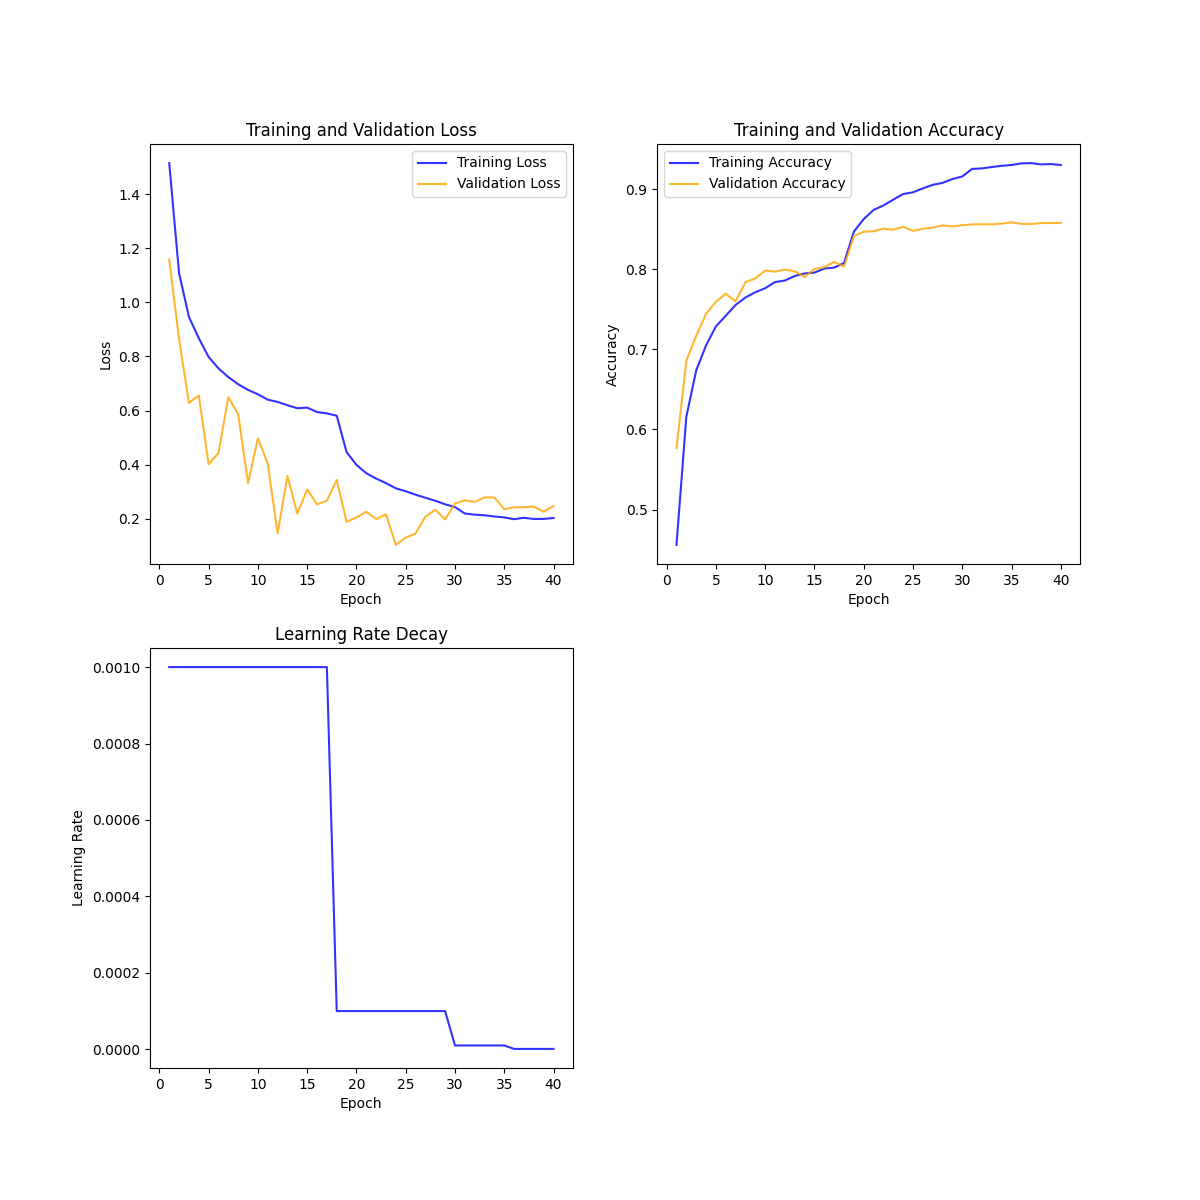 Training and Validation Loss
Training Loss
Validation Loss
1.4
1.2
1.0
0.8
0.6
0.4
0.2
Loss
0 5 10 15 20 25 30 35 40
Epoch
Training and Validation Accuracy
Training Accuracy
Validation Accuracy
0.9
0.8
0.7
0.6
0.5
Accuracy
0 5 10 15 20 25 30 35 40
Epoch
Learning Rate Decay
0.0010
0.0008
0.0006
0.0004
0.0002
0.0000
Learning Rate
0 5 10 15 20 25 30 35 40
Epoch